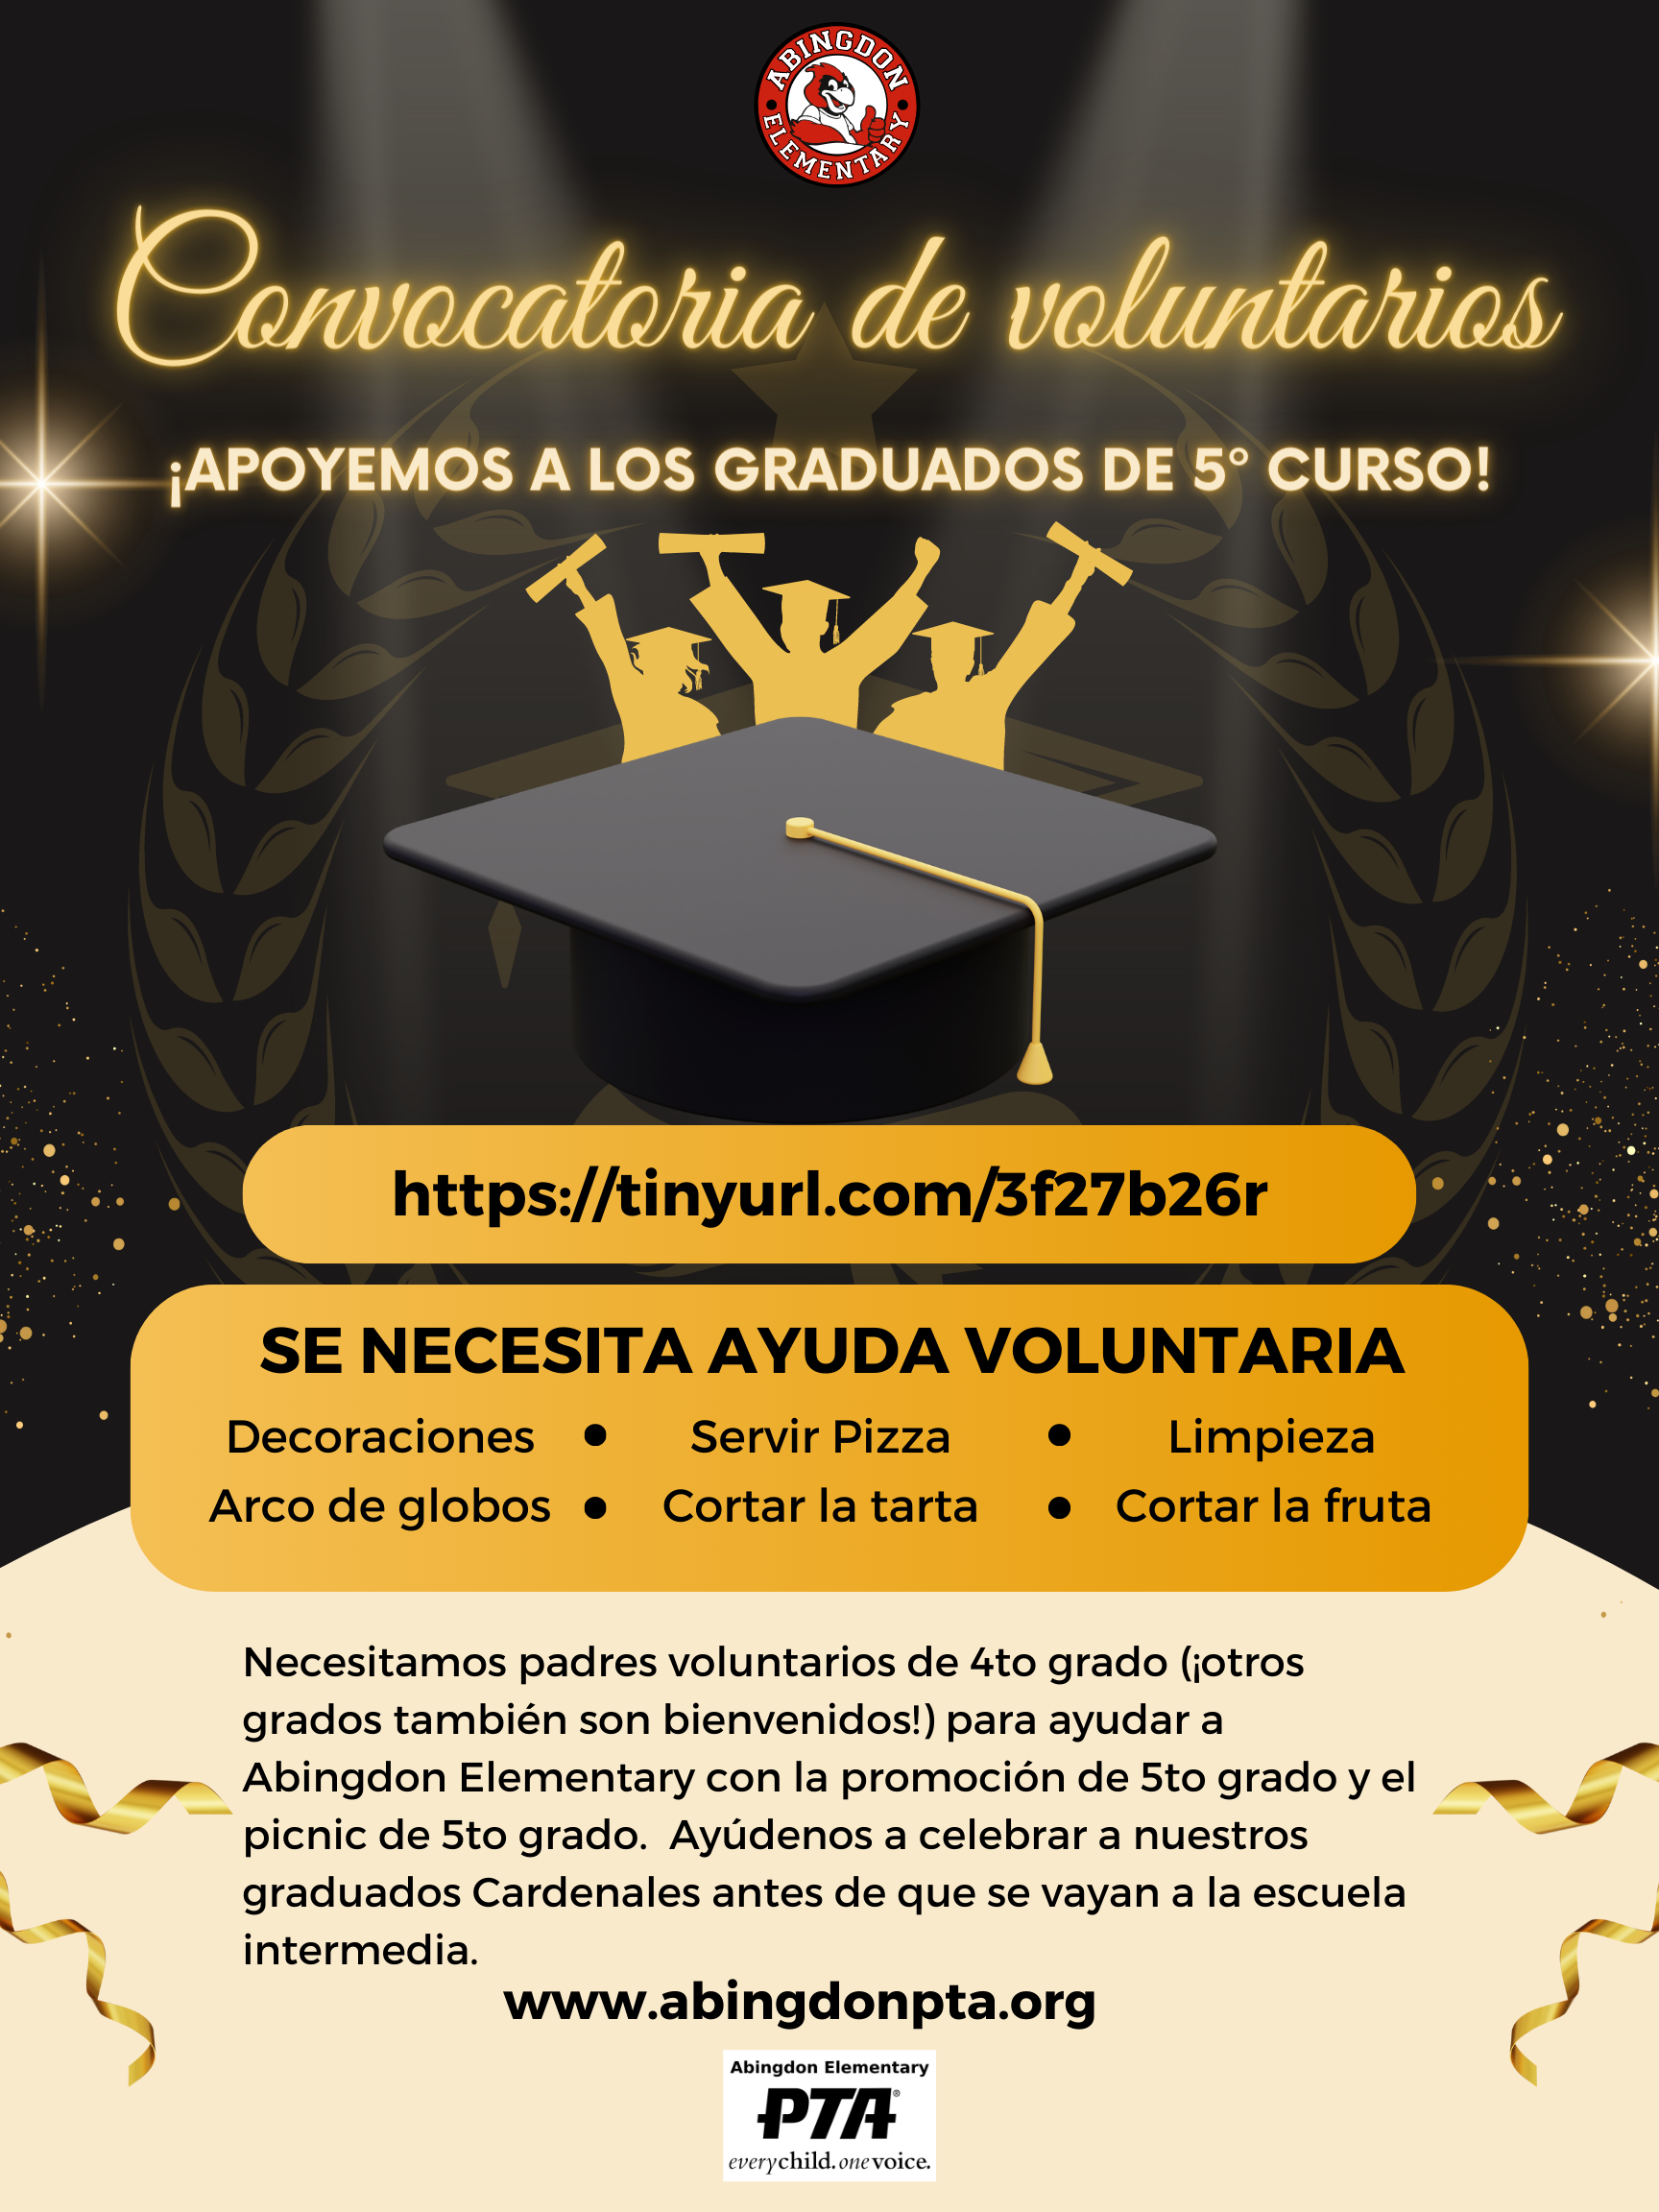 ABINGDON
ELEMENTARY
Convocatoria de voluntarios
¡APOYEMOS A LOS GRADUADOS DE 5º CURSO!
https://tinyurl.com/3f27b26r
SE NECESITA AYUDA VOLUNTARIA
Decoraciones • Servir Pizza • Limpieza
Arco de globos • Cortar la tarta • Cortar la fruta
Necesitamos padres voluntarios de 4to grado (¡otros
grados también son bienvenidos!) para ayudar a
Abingdon Elementary con la promoción de 5to grado y el
picnic de 5to grado.  Ayúdenos a celebrar a nuestros
graduados Cardenales antes de que se vayan a la escuela
intermedia.
www.abingdonpta.org
Abingdon Elementary
PTA®
everychild.onevoice.